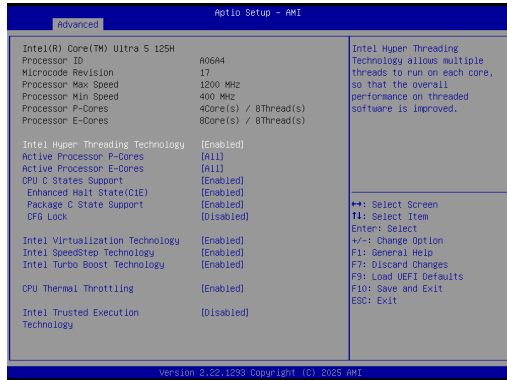 Aptio Setup - AMI
Advanced
Intel(R) Core(TM) Ultra 5 125H
Processor ID A06A4
Microcode Revision 17
Processor Max Speed 1200 MHz
Processor Min Speed 400 MHz
Processor P-Cores 4Core(s) / 8Thread(s)
Processor E-Cores 8Core(s) / 8Thread(s)
Intel Hyper Threading Technology [Enabled]
Active Processor P-Cores [All]
Active Processor E-Cores [All]
CPU C States Support [Enabled]
Enhanced Halt State(C1E) [Enabled]
Package C State Support [Enabled]
CFG Lock [Disabled]
Intel Virtualization Technology [Enabled]
Intel SpeedStep Technology [Enabled]
Intel Turbo Boost Technology [Enabled]
CPU Thermal Throttling [Enabled]
Intel Trusted Execution [Disabled]
Technology
Intel Hyper Threading
Technology allows multiple
threads to run on each core,
so that the overall
performance on threaded
software is improved.
↔: Select Screen
↑↓: Select Item
Enter: Select
+/-: Change Option
F1: General Help
F7: Discard Changes
F9: Load UEFI Defaults
F10: Save and Exit
ESC: Exit
Version 2.22.1293 Copyright (C) 2025 AMI